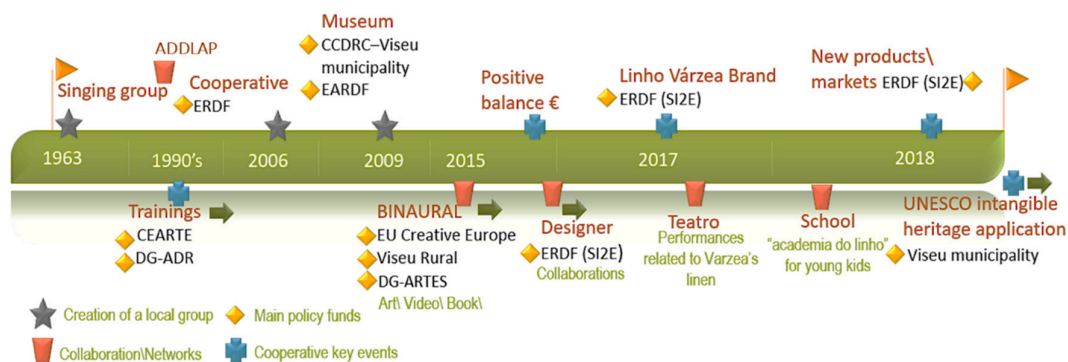 Museum
CCDRC–Viseu
municipality
EARDF
ADDLAP
Singing group
Cooperative
ERDF
Positive
balance €
Linho Várzea Brand
ERDF (SI2E)
New products\
markets ERDF (SI2E)
1963
1990's
2006
2009
2015
2017
2018
Trainings
CEARTE
DG-ADR
BINAURAL
EU Creative Europe
Viseu Rural
DG-ARTES
Art\ Video\ Book\
Designer
ERDF (SI2E)
Collaborations
Teatro
Performances
related to Varzea's
linen
School
"academia do linho"
for young kids
UNESCO intangible
heritage application
Viseu municipality
Creation of a local group
Main policy funds
Collaboration\Networks
Cooperative key events